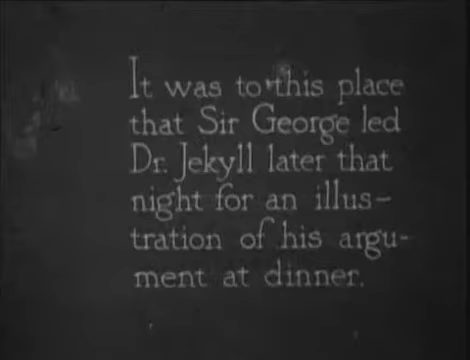 It was to this place
that Sir George led
Dr. Jekyll later that
night for an illus-
tration of his argu-
ment at dinner.